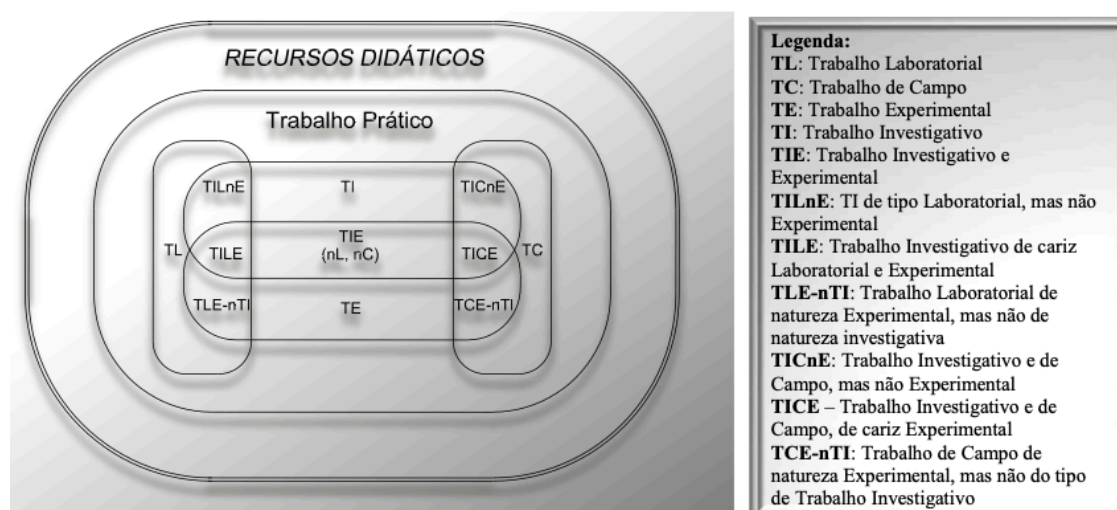 RECURSOS DIDÁTICOS
Trabalho Prático
TILnE
TI
TICnE
TL
TILE
TIE
(nL, nC)
TICE
TC
TLE-nTI
TE
TCE-nTI
Legenda:
TL: Trabalho Laboratorial
TC: Trabalho de Campo
TE: Trabalho Experimental
TI: Trabalho Investigativo
TIE: Trabalho Investigativo e
Experimental
TILnE: TI de tipo Laboratorial, mas não
Experimental
TILE: Trabalho Investigativo de cariz
Laboratorial e Experimental
TLE-nTI: Trabalho Laboratorial de
natureza Experimental, mas não de
natureza investigativa
TICnE: Trabalho Investigativo e de
Campo, mas não Experimental
TICE – Trabalho Investigativo e de
Campo, de cariz Experimental
TCE-nTI: Trabalho de Campo de
natureza Experimental, mas não do tipo
de Trabalho Investigativo